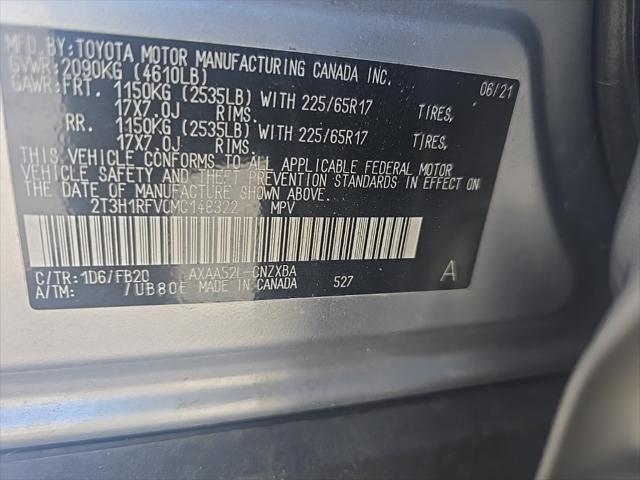 MFD.BY:TOYOTA MOTOR MANUFACTURING CANADA INC.
GVWR:2090KG (4610LB) 06/21
GAWR:FRT. 1150KG (2535LB) WITH 225/65R17 TIRES,
17X7.0J RIMS.
RR. 1150KG (2535LB) WITH 225/65R17 TIRES,
17X7.0J RIMS.
THIS VEHICLE CONFORMS TO ALL APPLICABLE FEDERAL MOTOR
VEHICLE SAFETY AND THEFT PREVENTION STANDARDS IN EFFECT ON
THE DATE OF MANUFACTURE SHOWN ABOVE.
2T3H1RFVCMC148322 MPV
C/TR:1D6/FB20 AXAA52L-CNZXBA A
A/TM: /UB80E MADE IN CANADA 527